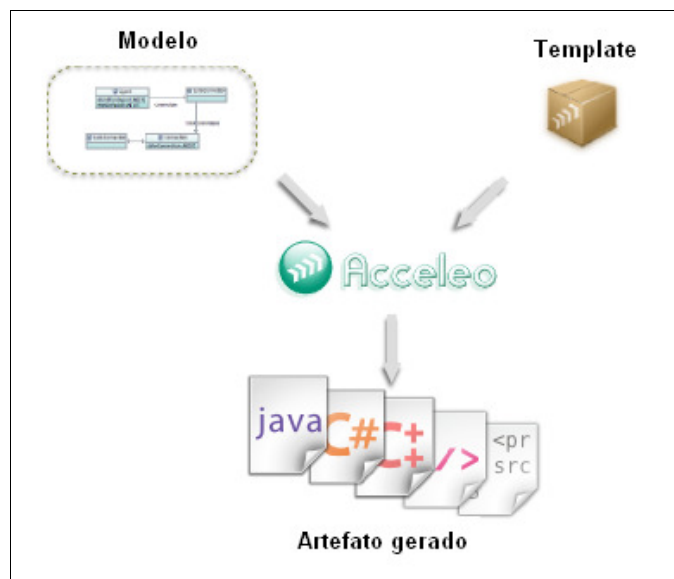 Modelo
Template
Acceleo
java
C#
C++
/>
<pr
src
Artefato gerado